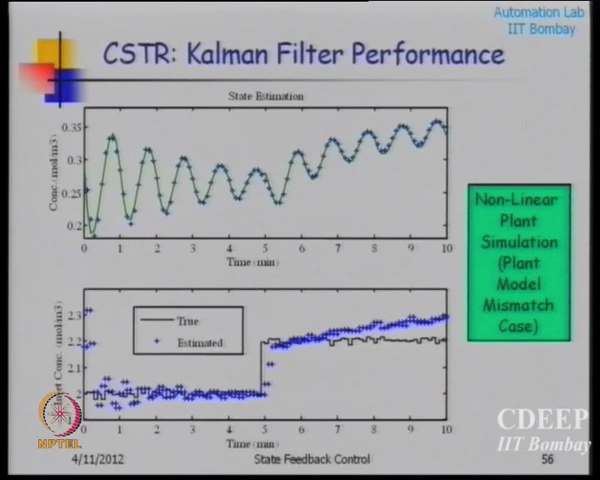 Automation Lab
IIT Bombay
CSTR: Kalman Filter Performance
State Estimation
Conc. (mol/m3)
0.35
0.3
0.25
0.2
0 1 2 3 4 5 6 7 8 9 10
Time (min)
Non-Linear
Plant
Simulation
(Plant
Model
Mismatch
Case)
Conc. (mol/m3)
2.3
2.2
2.1
2
True
Estimated
0 1 2 3 4 5 6 7 8 9 10
Time (min)
NPTEL
4/11/2012
State Feedback Control
56
CDEEP
IIT Bombay